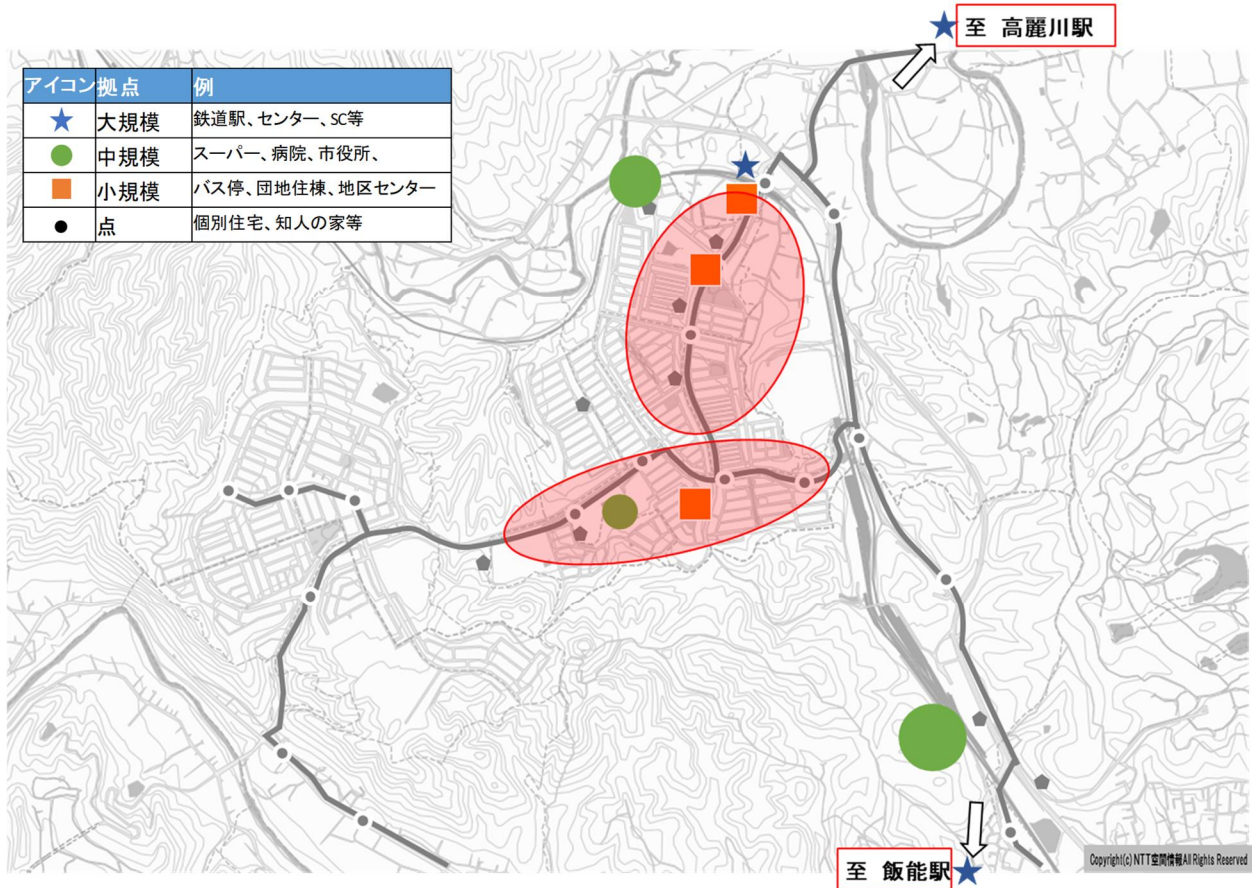 至 高麗川駅
アイコン 拠点 例
大規模 鉄道駅、センター、SC等
中規模 スーパー、病院、市役所、
小規模 バス停、団地住棟、地区センター
点 個別住宅、知人の家等
至 飯能駅
Copyright(c) NTT空間情報All Rights Reserved